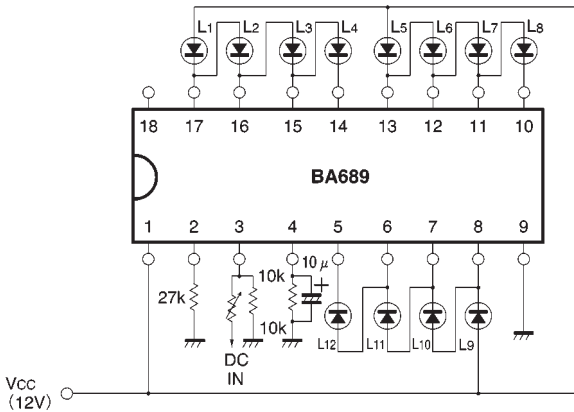 L1 L2 L3 L4 L5 L6 L7 L8
18 17 16 15 14 13 12 11 10
BA689
1 2 3 4 5 6 7 8 9
10 μ
27k 10k +
10k
L12 L11 L10 L9
DC
IN
VCC
(12V)